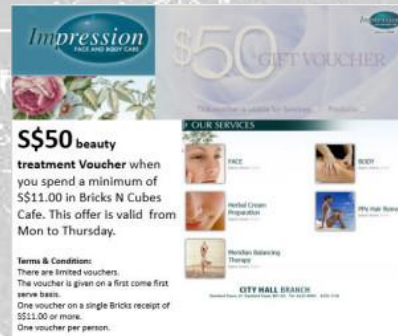 Impression
FACE AND BODY CARE
$50
GIFT VOUCHER
OUR SERVICES
FACE
BODY
Herbal Cream
Preparation
Meridian Balancing
Therapy
CITY HALL BRANCH
S$50 beauty
treatment Voucher when
you spend a minimum of
S$11.00 in Bricks N Cubes
Cafe. This offer is valid from
Mon to Thursday.
Terms & Condition:
There are limited vouchers.
The voucher is given on a first come first
serve basis.
One voucher on a single Bricks receipt of
S$11.00 or more.
One voucher per person.